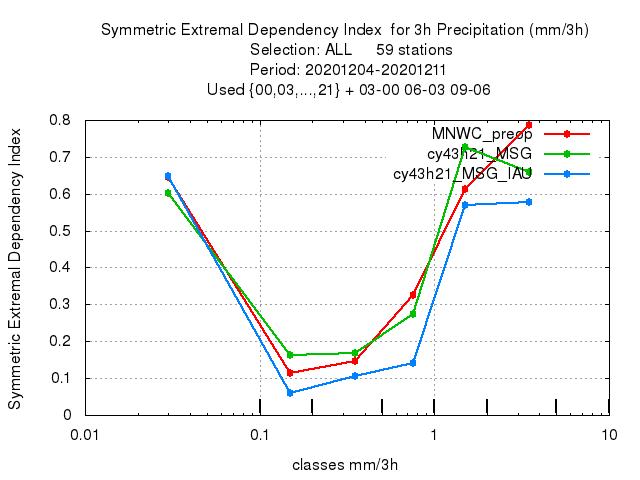 Symmetric Extremal Dependency Index  for 3h Precipitation (mm/3h)
Selection: ALL     59 stations
Period: 20201204-20201211
Used {00,03,...,21} + 03-00 06-03 09-06
Symmetric Extremal Dependency Index
0.8
0.7
0.6
0.5
0.4
0.3
0.2
0.1
0
MNWC_preop
cy43h21_MSG
cy43h21_MSG_IAU
0.01 0.1 1 10
classes mm/3h